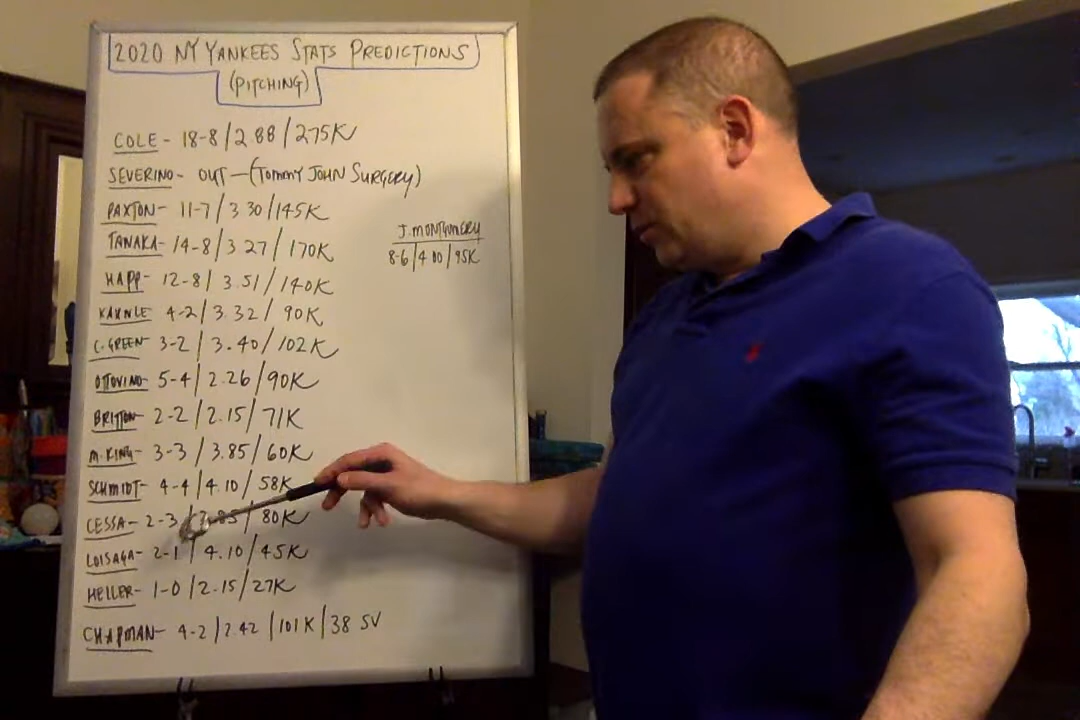 2020 NY YANKEES STATS PREDICTIONS
(PITCHING)
COLE - 18-8 / 2.88 / 275K
SEVERINO - OUT - (TOMMY JOHN SURGERY)
PAXTON - 11-7 / 3.30 / 145K
TANAKA - 14-8 / 3.27 / 170K
HAPP - 12-8 / 3.51 / 140K
KAHNLE 4-2 / 3.32 / 90K
C. GREEN - 3-2 / 3.40 / 102K
OTTOVINO - 5-4 / 2.26 / 90K
BRITTON - 2-2 / 2.15 / 71K
M. KING - 3-3 / 3.85 / 60K
SCHMIDT - 4-4 / 4.10 / 58K
CESSA - 2-3 / 80K
LOISAGA - 2-1 / 4.10 / 45K
HELLER - 1-0 / 2.15 / 27K
CHAPMAN - 4-2 / 2.42 / 101K / 38 SV
J. MONTGOMERY
8-6 / 4.00 / 95K